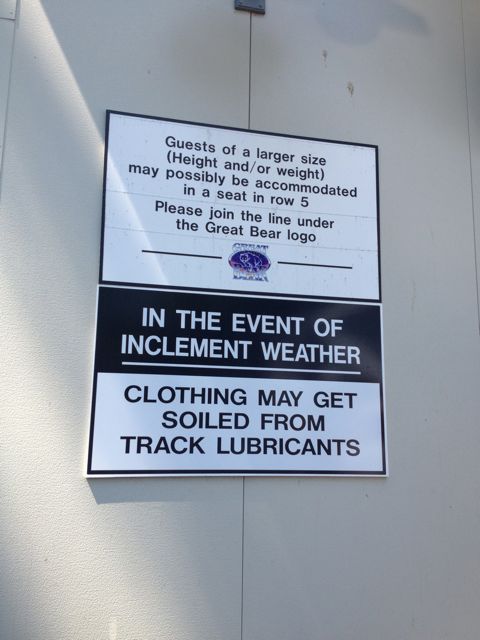 Guests of a larger size
(Height and/or weight)
may possibly be accommodated
in a seat in row 5
Please join the line under
the Great Bear logo
GREAT
BEAR
IN THE EVENT OF
INCLEMENT WEATHER
CLOTHING MAY GET
SOILED FROM
TRACK LUBRICANTS